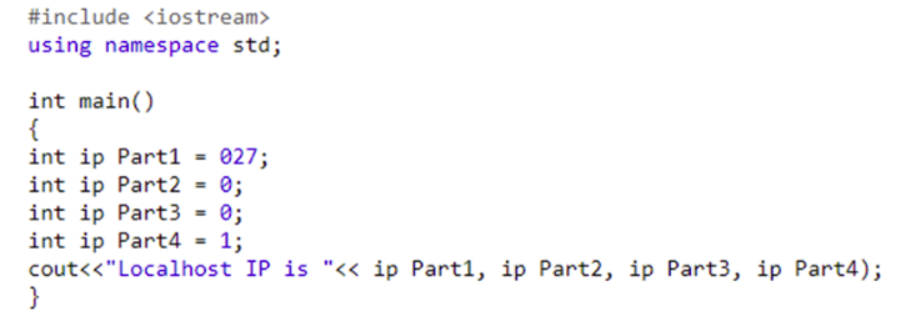 #include <iostream>
using namespace std;

int main()
{
int ip Part1 = 027;
int ip Part2 = 0;
int ip Part3 = 0;
int ip Part4 = 1;
cout<<"Localhost IP is "<< ip Part1, ip Part2, ip Part3, ip Part4);
}